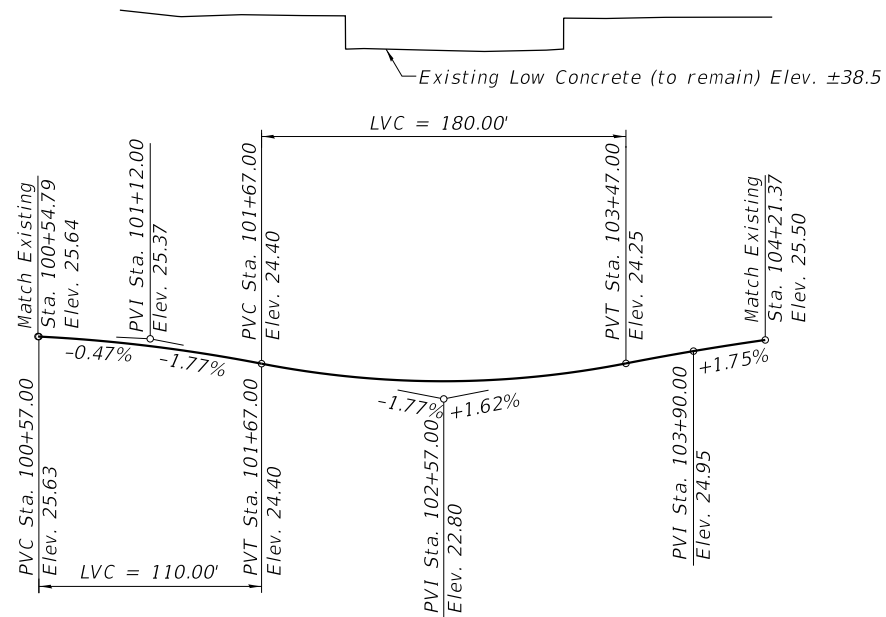 Existing Low Concrete (to remain) Elev. ±38.5
LVC = 180.00'
Match Existing
Sta. 100+54.79
Elev. 25.64
PVI Sta. 101+12.00
Elev. 25.37
PVC Sta. 101+67.00
Elev. 24.40
PVT Sta. 103+47.00
Elev. 24.25
Match Existing
Sta. 104+21.37
Elev. 25.50
-0.47%
-1.77%
-1.77%
+1.62%
+1.75%
PVC Sta. 100+57.00
Elev. 25.63
PVT Sta. 101+67.00
Elev. 24.40
PVI Sta. 102+57.00
Elev. 22.80
PVI Sta. 103+90.00
Elev. 24.95
LVC = 110.00'